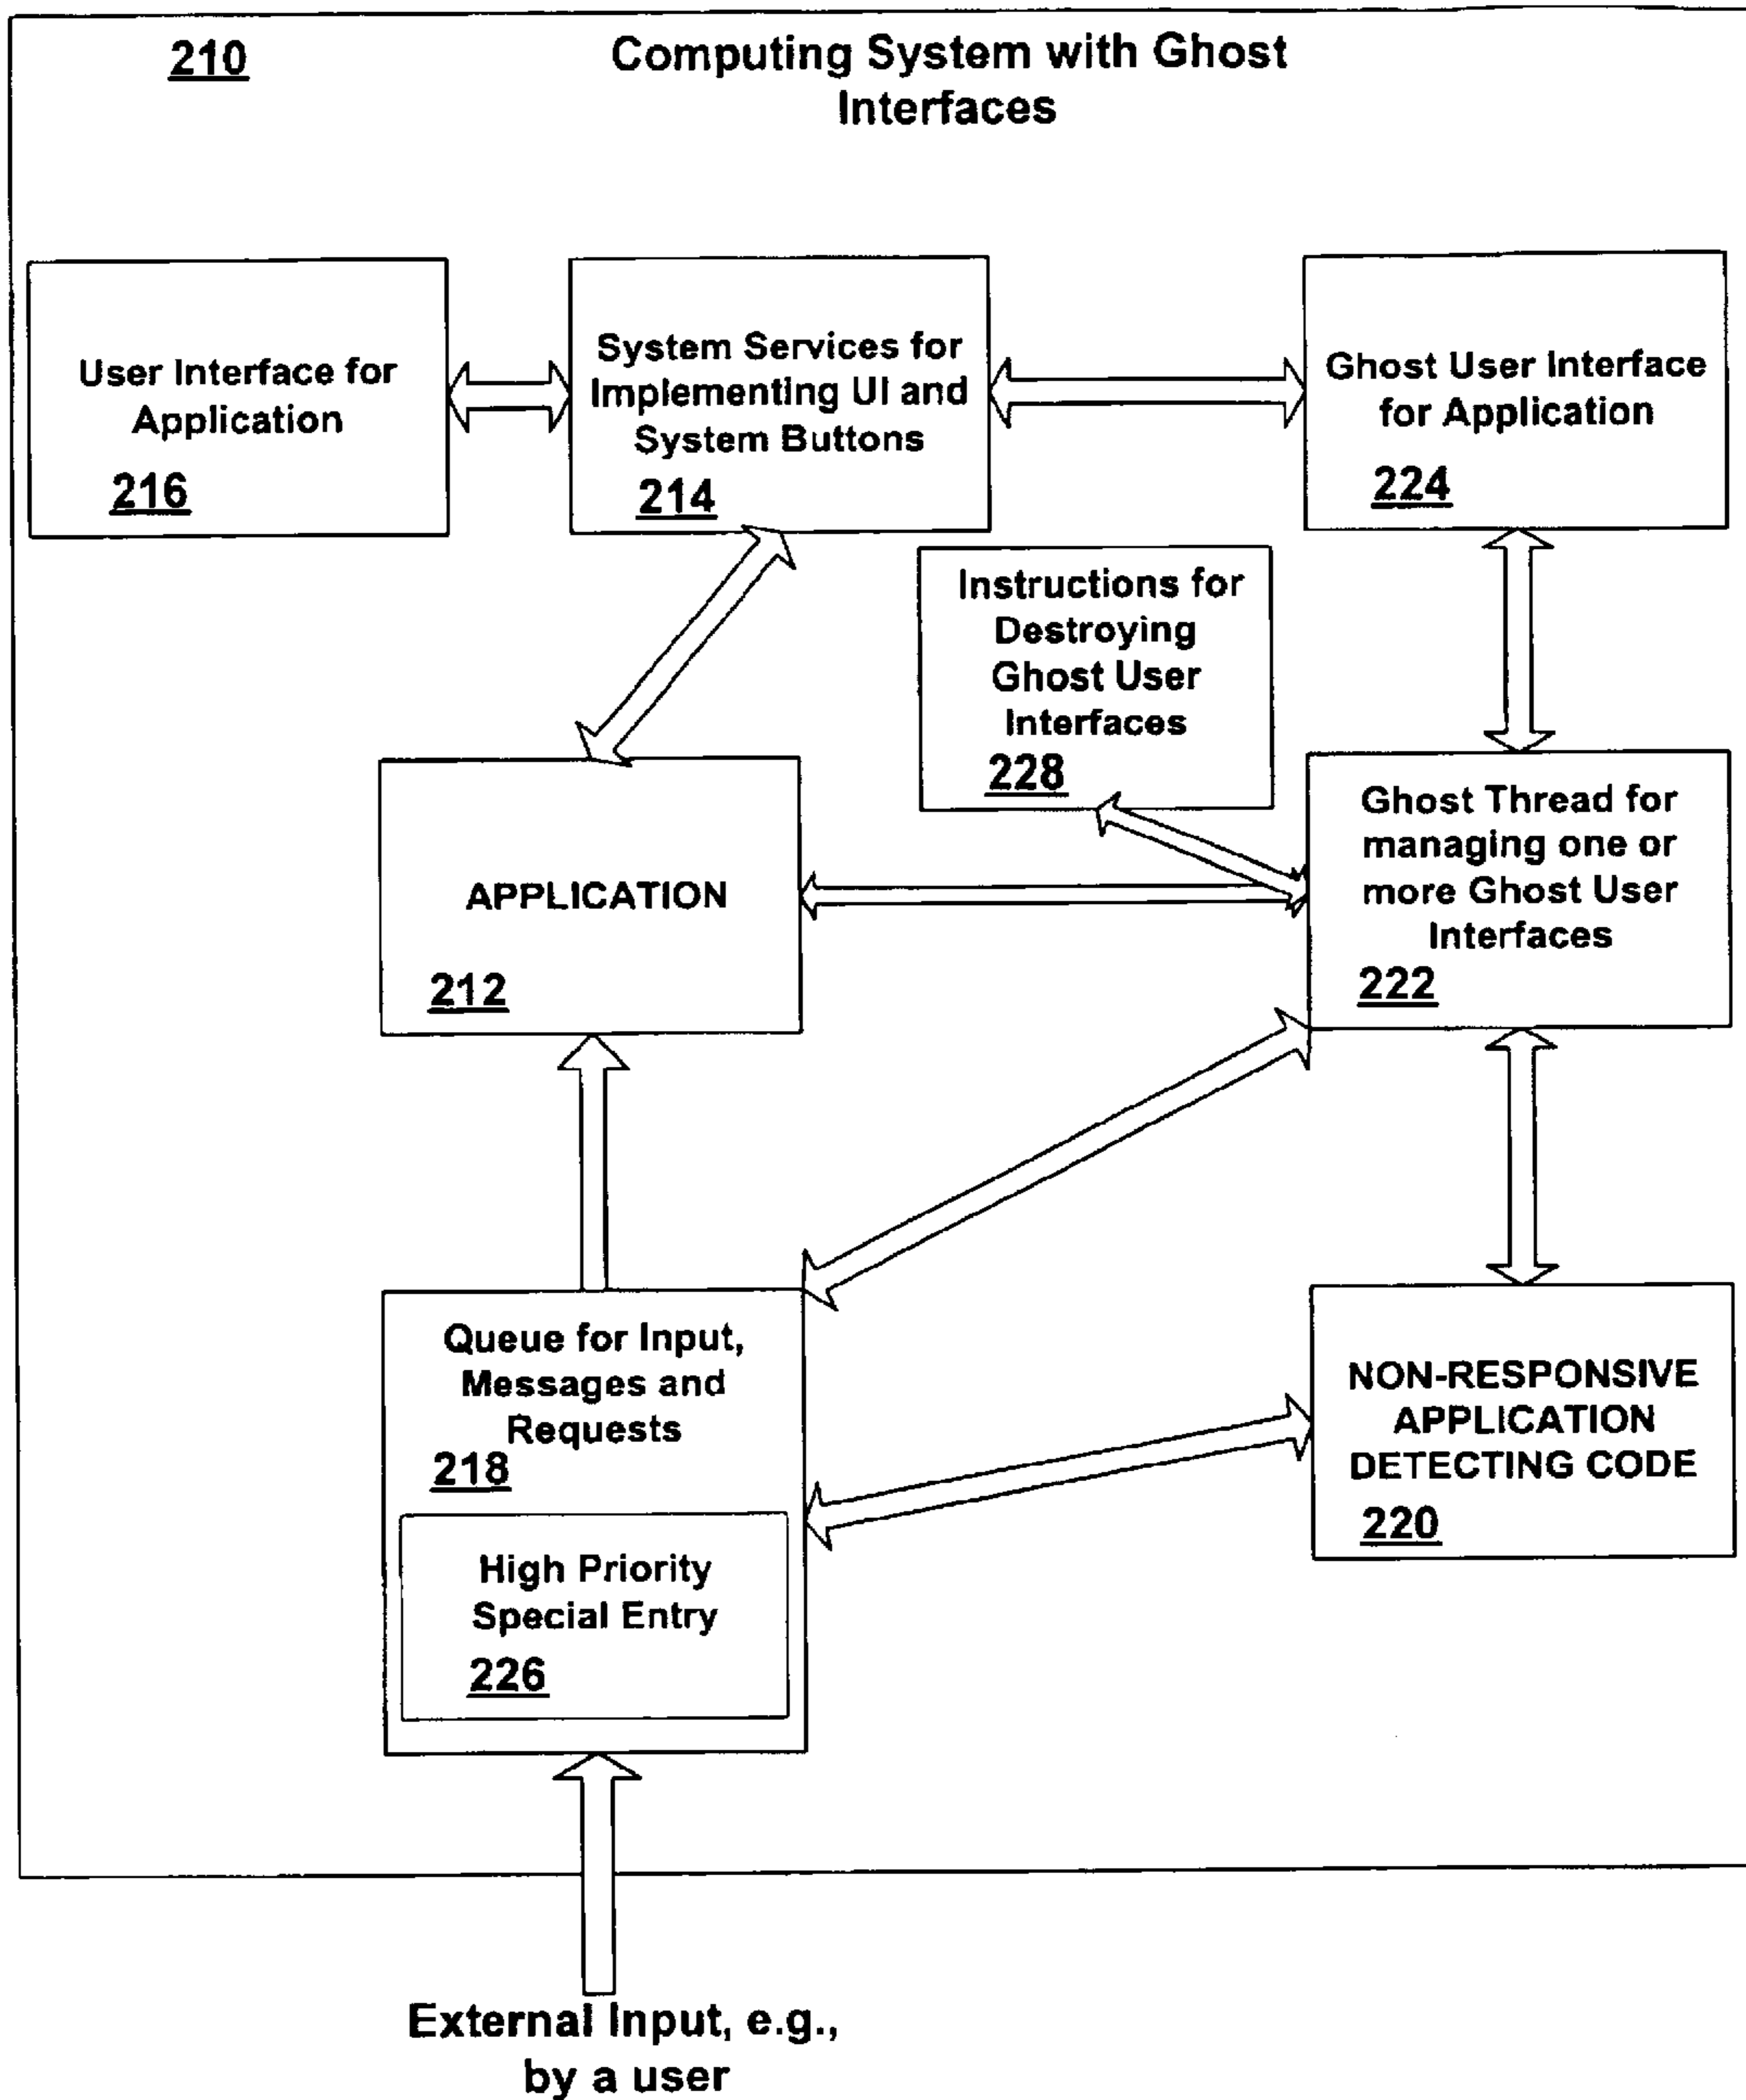 210
Computing System with Ghost
Interfaces
User Interface for
Application
216
System Services for
Implementing UI and
System Buttons
214
Ghost User Interface
for Application
224
Instructions for
Destroying
Ghost User
Interfaces
228
APPLICATION
212
Ghost Thread for
managing one or
more Ghost User
Interfaces
222
Queue for Input,
Messages and
Requests
218
High Priority
Special Entry
226
NON-RESPONSIVE
APPLICATION
DETECTING CODE
220
External Input, e.g.,
by a user